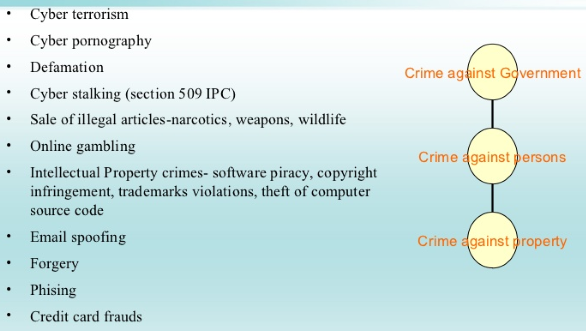 • Cyber terrorism
• Cyber pornography
• Defamation
• Cyber stalking (section 509 IPC)
• Sale of illegal articles-narcotics, weapons, wildlife
• Online gambling
• Intellectual Property crimes- software piracy, copyright
infringement, trademarks violations, theft of computer
source code
• Email spoofing
• Forgery
• Phising
• Credit card frauds
Crime against Government
Crime against persons
Crime against property